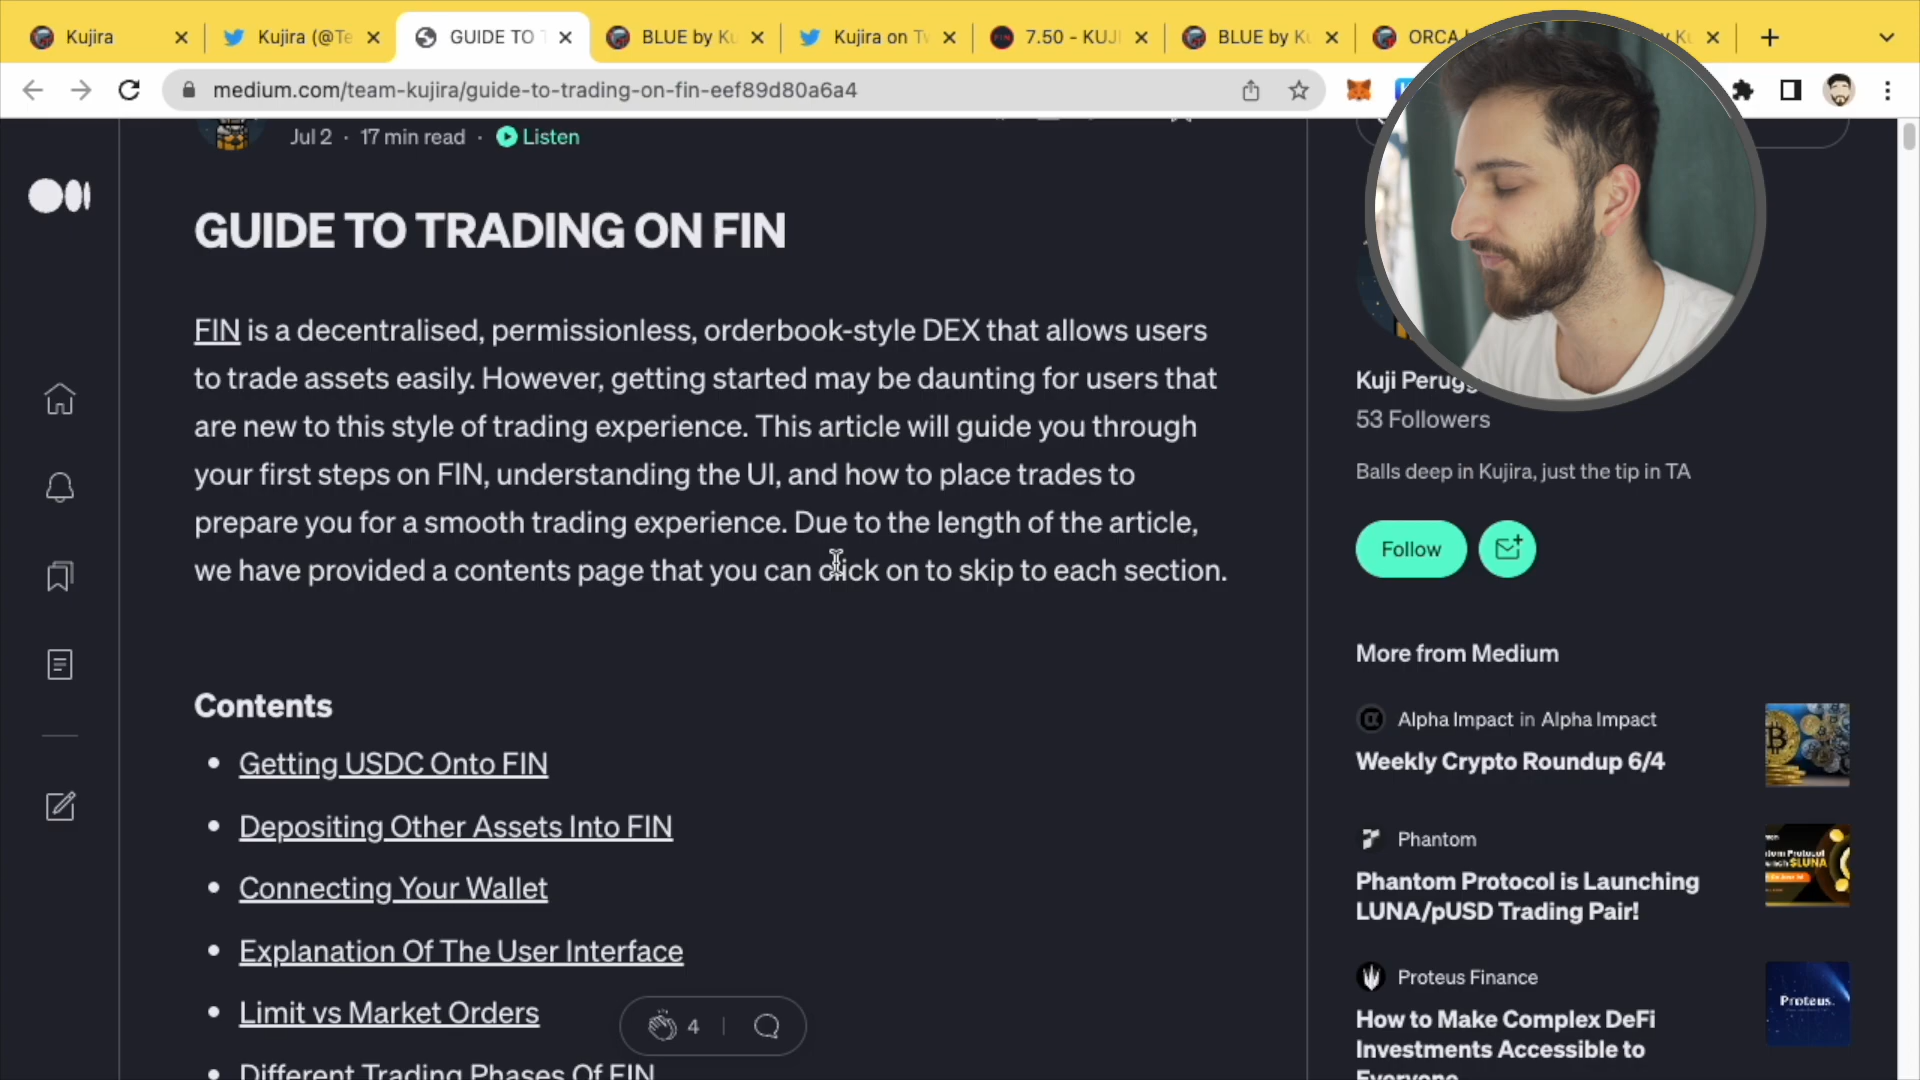 Kujira
Kujira (@Te
GUIDE TO T
BLUE by Ku
Kujira on Tw
7.50 - KUJI
BLUE by Ku
ORCA
medium.com/team-kujira/guide-to-trading-on-fin-eef89d80a6a4
Jul 2 · 17 min read · Listen
GUIDE TO TRADING ON FIN
FIN is a decentralised, permissionless, orderbook-style DEX that allows users
to trade assets easily. However, getting started may be daunting for users that
are new to this style of trading experience. This article will guide you through
your first steps on FIN, understanding the UI, and how to place trades to
prepare you for a smooth trading experience. Due to the length of the article,
we have provided a contents page that you can click on to skip to each section.
Contents
• Getting USDC Onto FIN
• Depositing Other Assets Into FIN
• Connecting Your Wallet
• Explanation Of The User Interface
• Limit vs Market Orders
• Different Trading Phases Of FIN
4
Kuji Perugg
53 Followers
Balls deep in Kujira, just the tip in TA
Follow
More from Medium
Alpha Impact in Alpha Impact
Weekly Crypto Roundup 6/4
Phantom
Phantom Protocol is Launching
LUNA/pUSD Trading Pair!
Proteus Finance
How to Make Complex DeFi
Investments Accessible to
Everyone
Proteus.